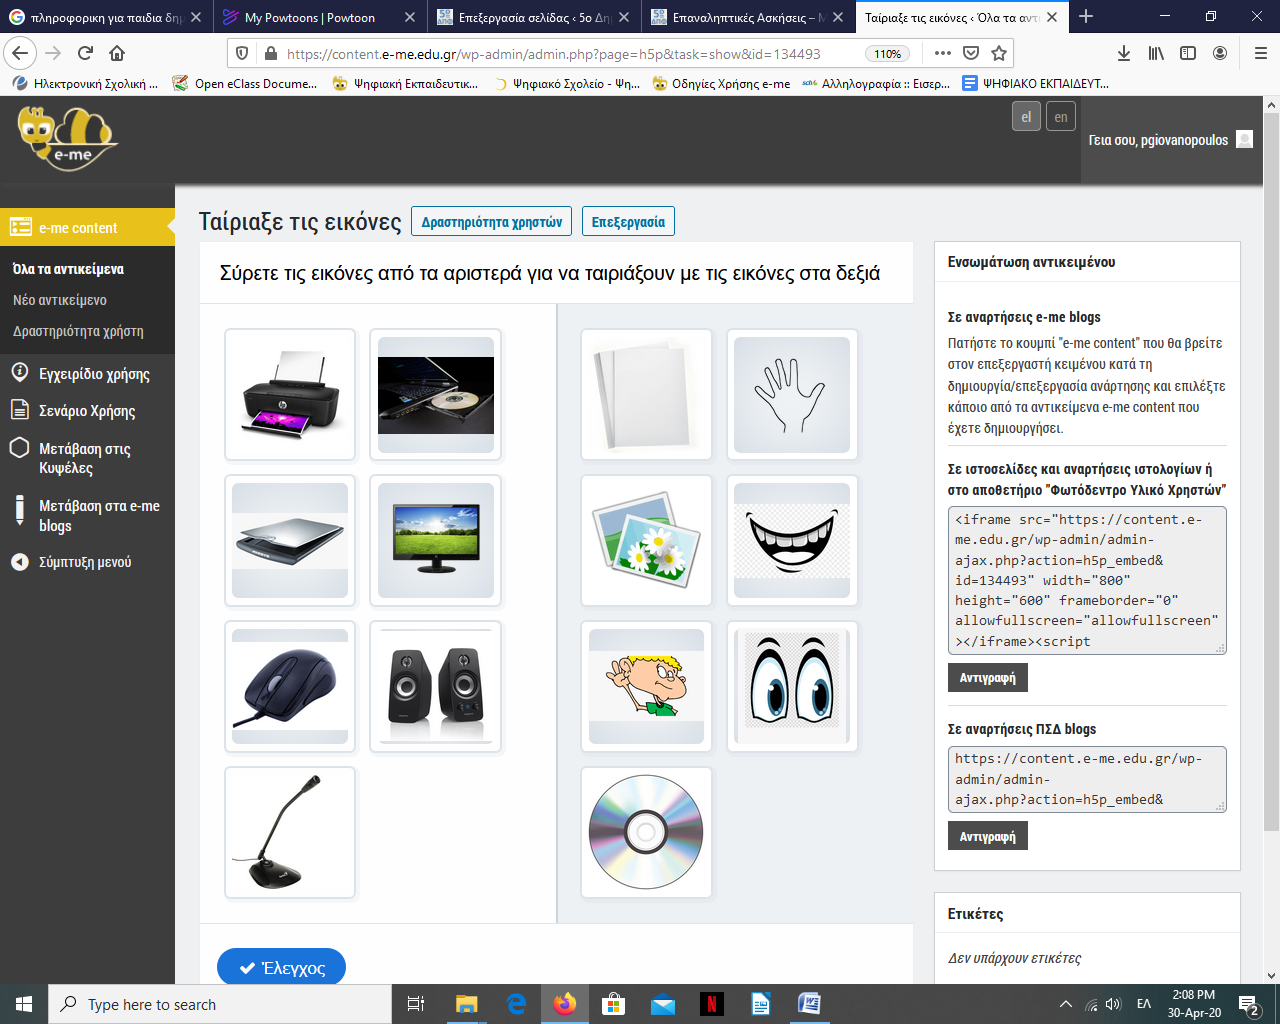 πληροφορικη για παιδια δημ
My Powtoons | Powtoon
Επεξεργασία σελίδας ‹ 5ο Δη
Επαναληπτικές Ασκήσεις – Μ
Ταίριαξε τις εικόνες ‹ Όλα τα αντι
https://content.e-me.edu.gr/wp-admin/admin.php?page=h5p&task=show&id=134493
110%
Ηλεκτρονική Σχολική ...
Open eClass Docume...
Ψηφιακή Εκπαιδευτικ...
Ψηφιακό Σχολείο - Ψη...
Οδηγίες Χρήσης e-me
Αλληλογραφία :: Εισερ...
ΨΗΦΙΑΚΟ ΕΚΠΑΙΔΕΥΤ...
e-me
el
en
Γεια σου, pgiovanopoulos
e-me content
Όλα τα αντικείμενα
Νέο αντικείμενο
Δραστηριότητα χρήστη
Εγχειρίδιο χρήσης
Σενάριο Χρήσης
Μετάβαση στις
Κυψέλες
Μετάβαση στα e-me
blogs
Σύμπτυξη μενού
Ταίριαξε τις εικόνες
Δραστηριότητα χρηστών
Επεξεργασία
Σύρετε τις εικόνες από τα αριστερά για να ταιριάξουν με τις εικόνες στα δεξιά
Έλεγχος
Ενσωμάτωση αντικειμένου
Σε αναρτήσεις e-me blogs
Πατήστε το κουμπί "e-me content" που θα βρείτε
στον επεξεργαστή κειμένου κατά τη
δημιουργία/επεξεργασία ανάρτησης και επιλέξτε
κάποιο από τα αντικείμενα e-me content που
έχετε δημιουργήσει.
Σε ιστοσελίδες και αναρτήσεις ιστολογίων ή
στο αποθετήριο "Φωτόδεντρο Υλικό Χρηστών"
<iframe src="https://content.e-
me.edu.gr/wp-admin/admin-
ajax.php?action=h5p_embed&
id=134493" width="800"
height="600" frameborder="0"
allowfullscreen="allowfullscreen"
></iframe><script
Αντιγραφή
Σε αναρτήσεις ΠΣΔ blogs
https://content.e-me.edu.gr/wp-
admin/admin-
ajax.php?action=h5p_embed&
Αντιγραφή
Ετικέτες
Δεν υπάρχουν ετικέτες
Type here to search
ΕΛ
2:08 PM
30-Apr-20
2